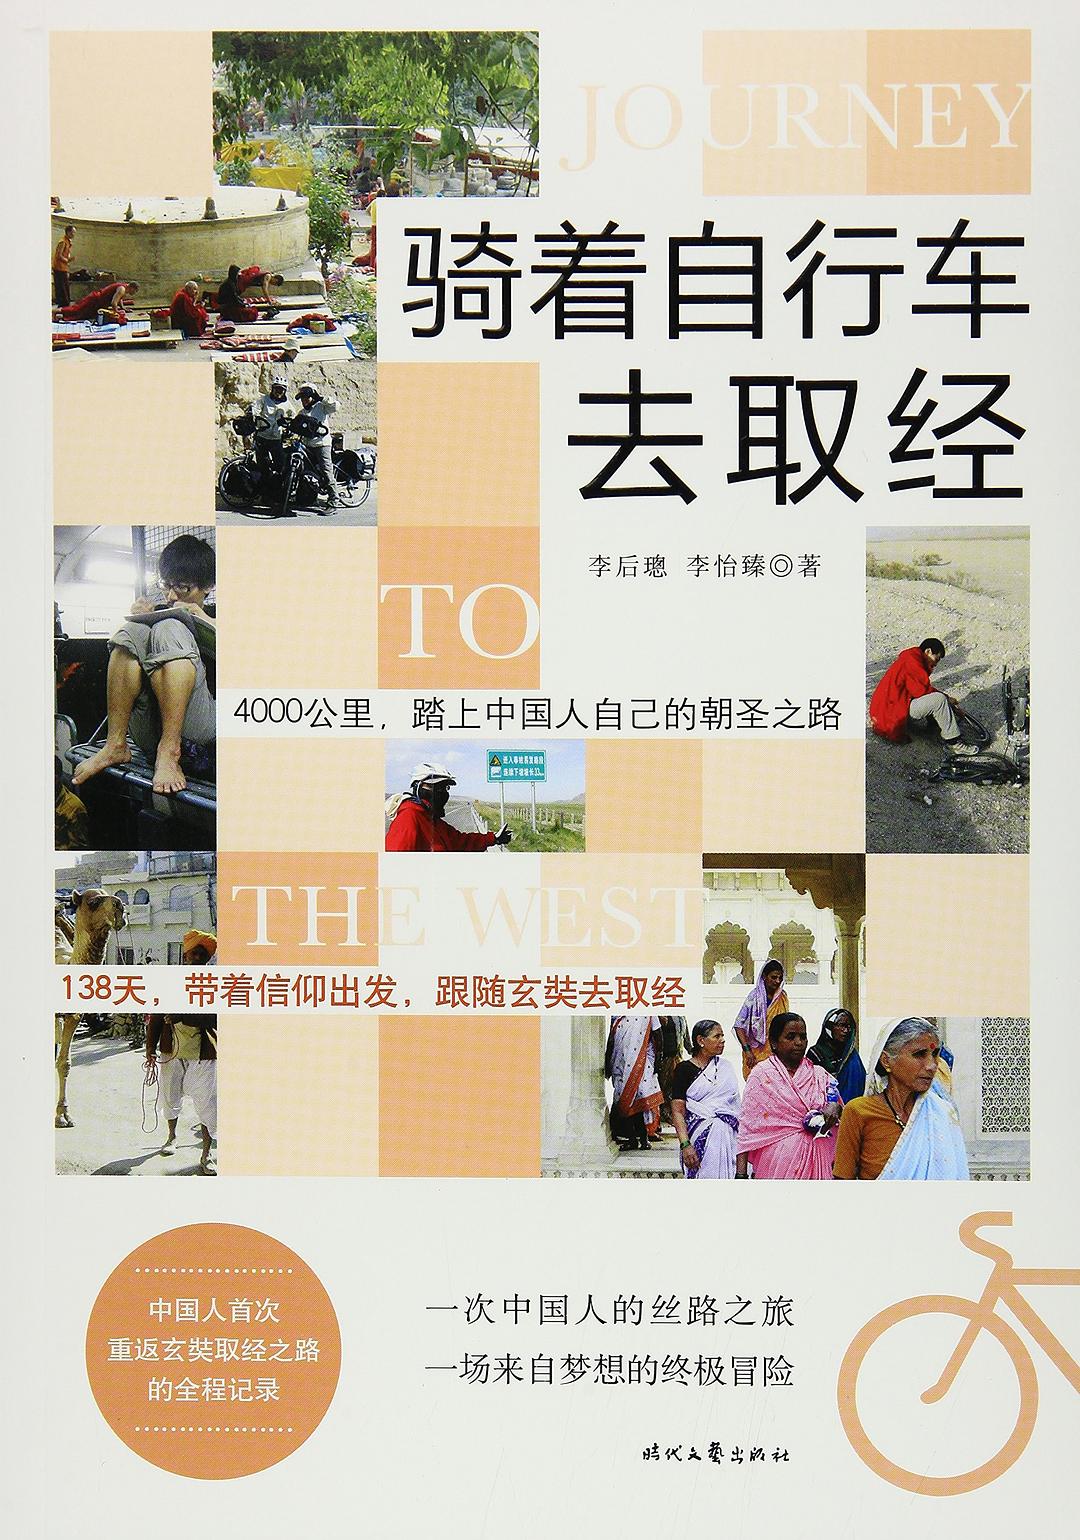 JOURNEY
骑着自行车
去取经
李后璁 李怡臻◎著
TO
4000公里，踏上中国人自己的朝圣之路
THE WEST
138天，带着信仰出发，跟随玄奘去取经
中国人首次
重返玄奘取经之路
的全程记录
一次中国人的丝路之旅
一场来自梦想的终极冒险
时代文艺出版社